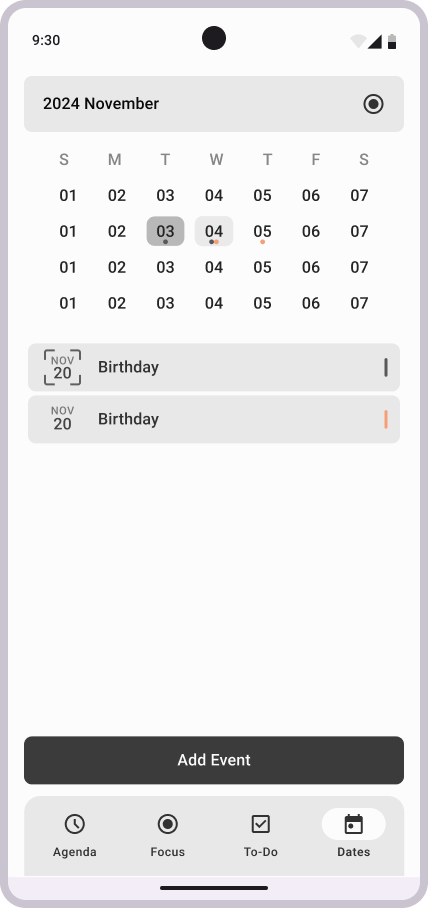 9:30
2024 November
S M T W T F S
01 02 03 04 05 06 07
01 02 03 04 05 06 07
01 02 03 04 05 06 07
01 02 03 04 05 06 07
NOV
20
Birthday
NOV
20
Birthday
Add Event
Agenda Focus To-Do Dates